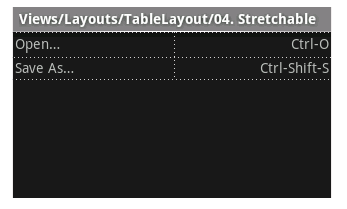 Views/Layouts/TableLayout/04. Stretchable
Open... Ctrl-O
Save As... Ctrl-Shift-S